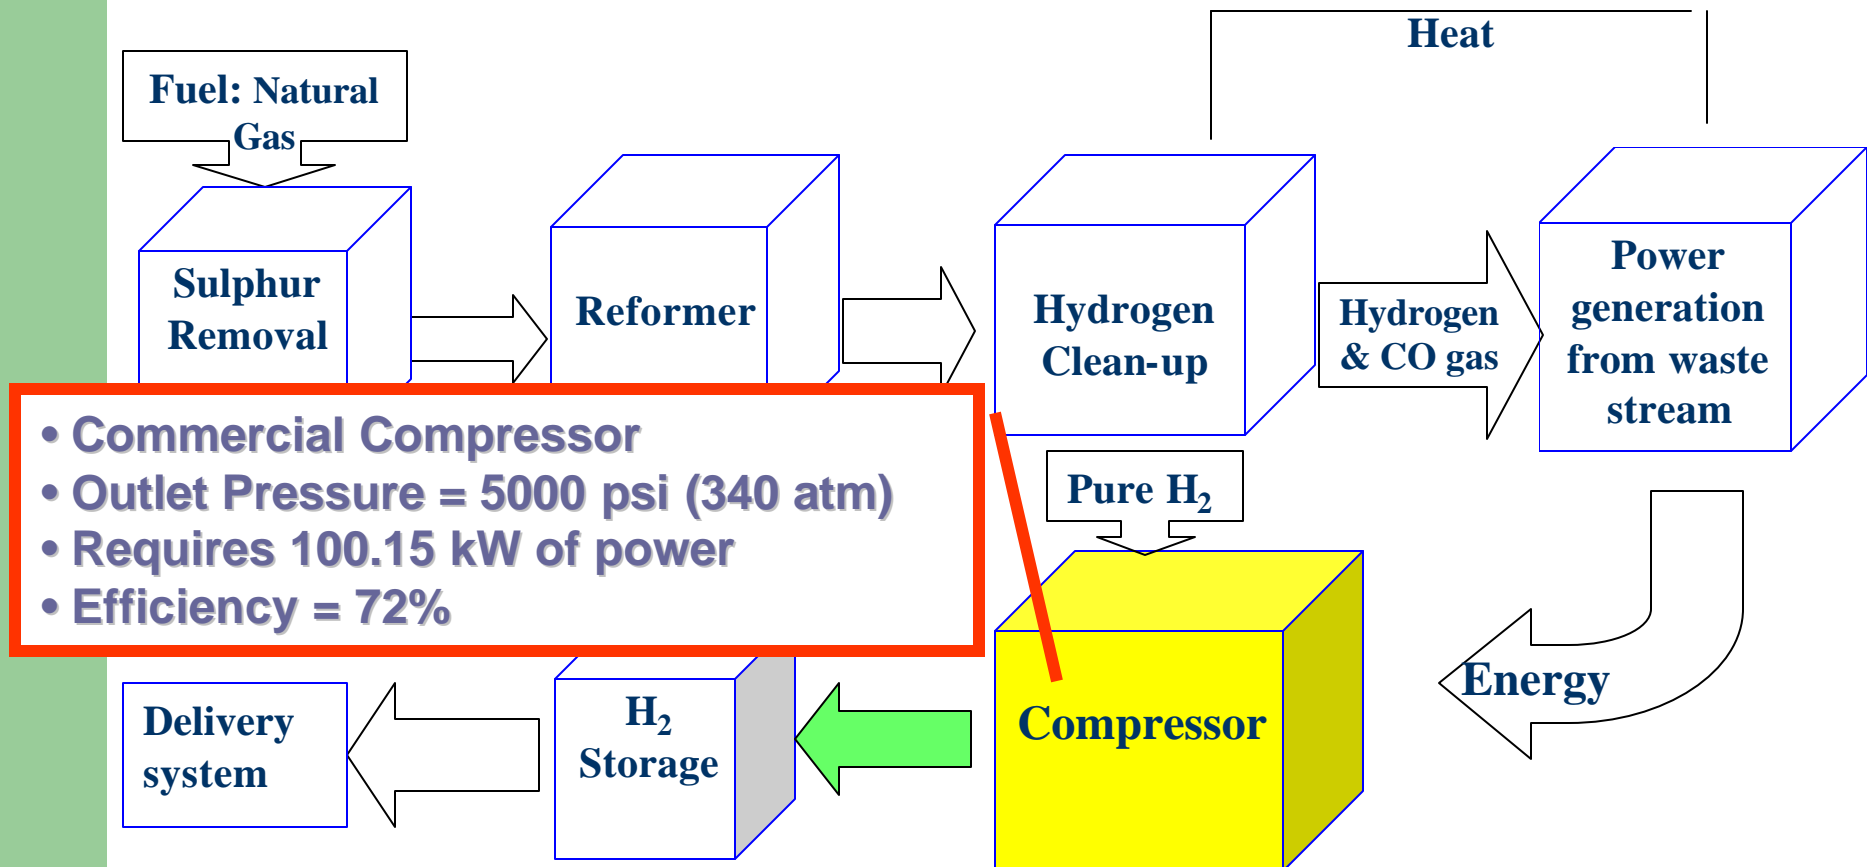 Heat
Fuel: Natural
Gas
Sulphur
Removal
Reformer
Hydrogen
Clean-up
Hydrogen
& CO gas
Power
generation
from waste
stream
• Commercial Compressor
• Outlet Pressure = 5000 psi (340 atm)
• Requires 100.15 kW of power
• Efficiency = 72%
Pure H₂
Energy
Compressor
H₂
Storage
Delivery
system